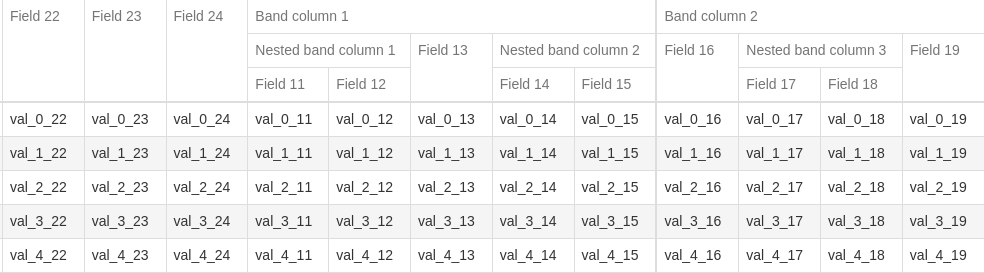 Field 22 Field 23 Field 24 Band column 1 Band column 2
Nested band column 1 Field 13 Nested band column 2 Field 16 Nested band column 3 Field 19
Field 11 Field 12 Field 14 Field 15 Field 17 Field 18
val_0_22 val_0_23 val_0_24 val_0_11 val_0_12 val_0_13 val_0_14 val_0_15 val_0_16 val_0_17 val_0_18 val_0_19
val_1_22 val_1_23 val_1_24 val_1_11 val_1_12 val_1_13 val_1_14 val_1_15 val_1_16 val_1_17 val_1_18 val_1_19
val_2_22 val_2_23 val_2_24 val_2_11 val_2_12 val_2_13 val_2_14 val_2_15 val_2_16 val_2_17 val_2_18 val_2_19
val_3_22 val_3_23 val_3_24 val_3_11 val_3_12 val_3_13 val_3_14 val_3_15 val_3_16 val_3_17 val_3_18 val_3_19
val_4_22 val_4_23 val_4_24 val_4_11 val_4_12 val_4_13 val_4_14 val_4_15 val_4_16 val_4_17 val_4_18 val_4_19